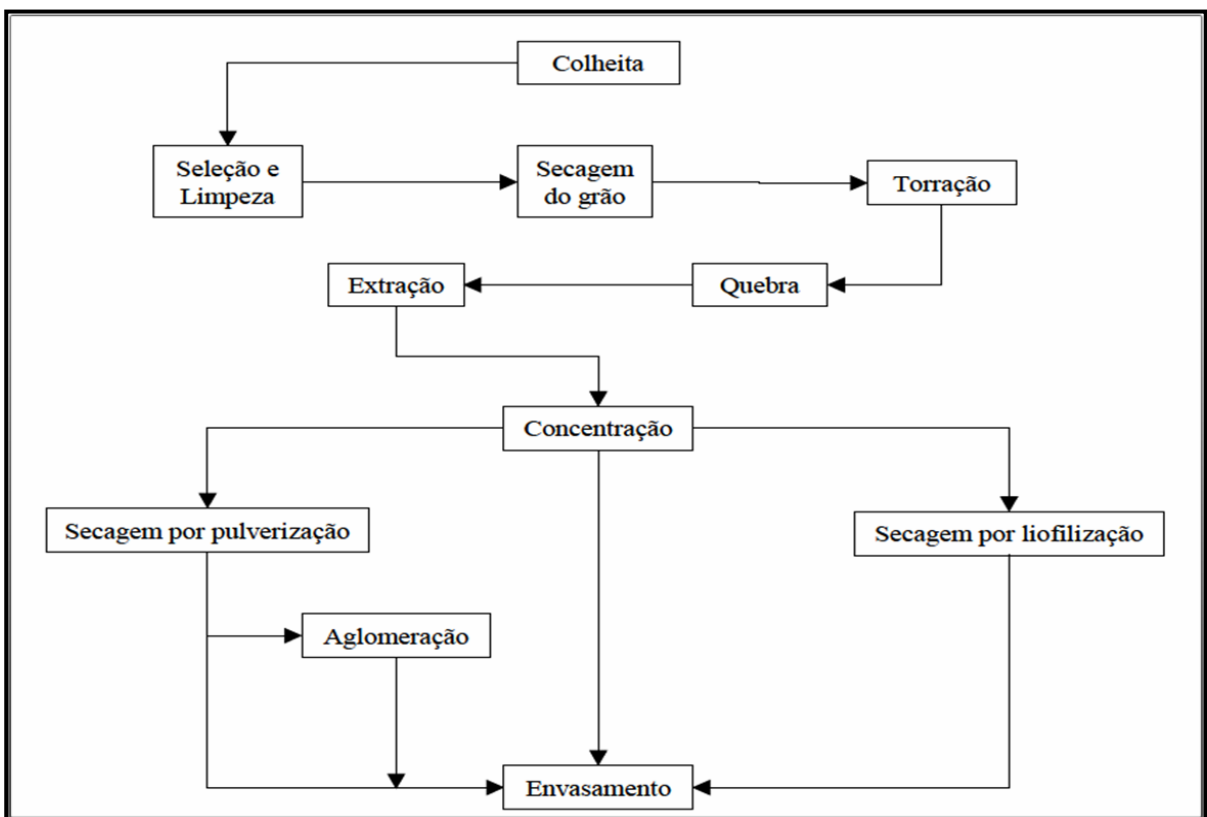 Colheita
Seleção e
Limpeza
Secagem
do grão
Torração
Extração
Quebra
Concentração
Secagem por pulverização
Secagem por liofilização
Aglomeração
Envasamento